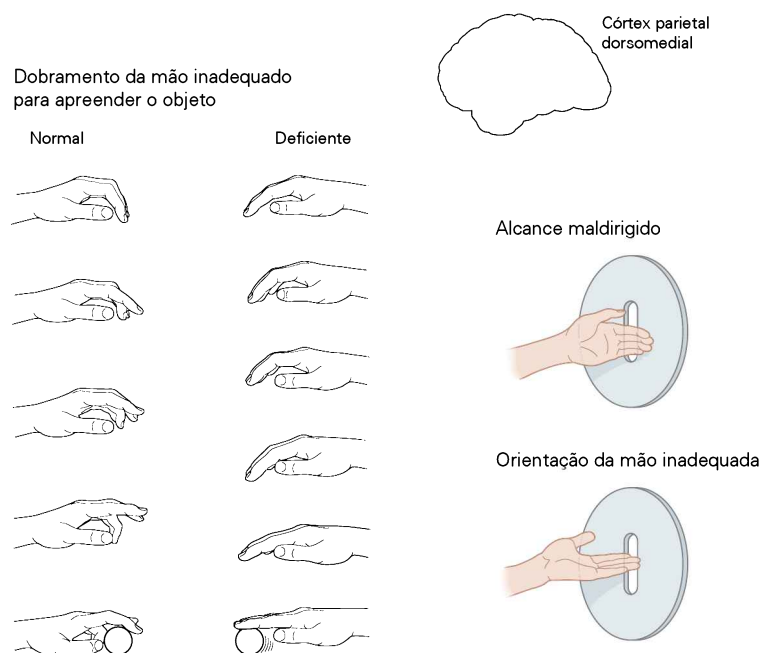 Córtex parietal
dorsomedial
Dobramento da mão inadequado
para apreender o objeto
Normal
Deficiente
Alcance maldirigido
Orientação da mão inadequada